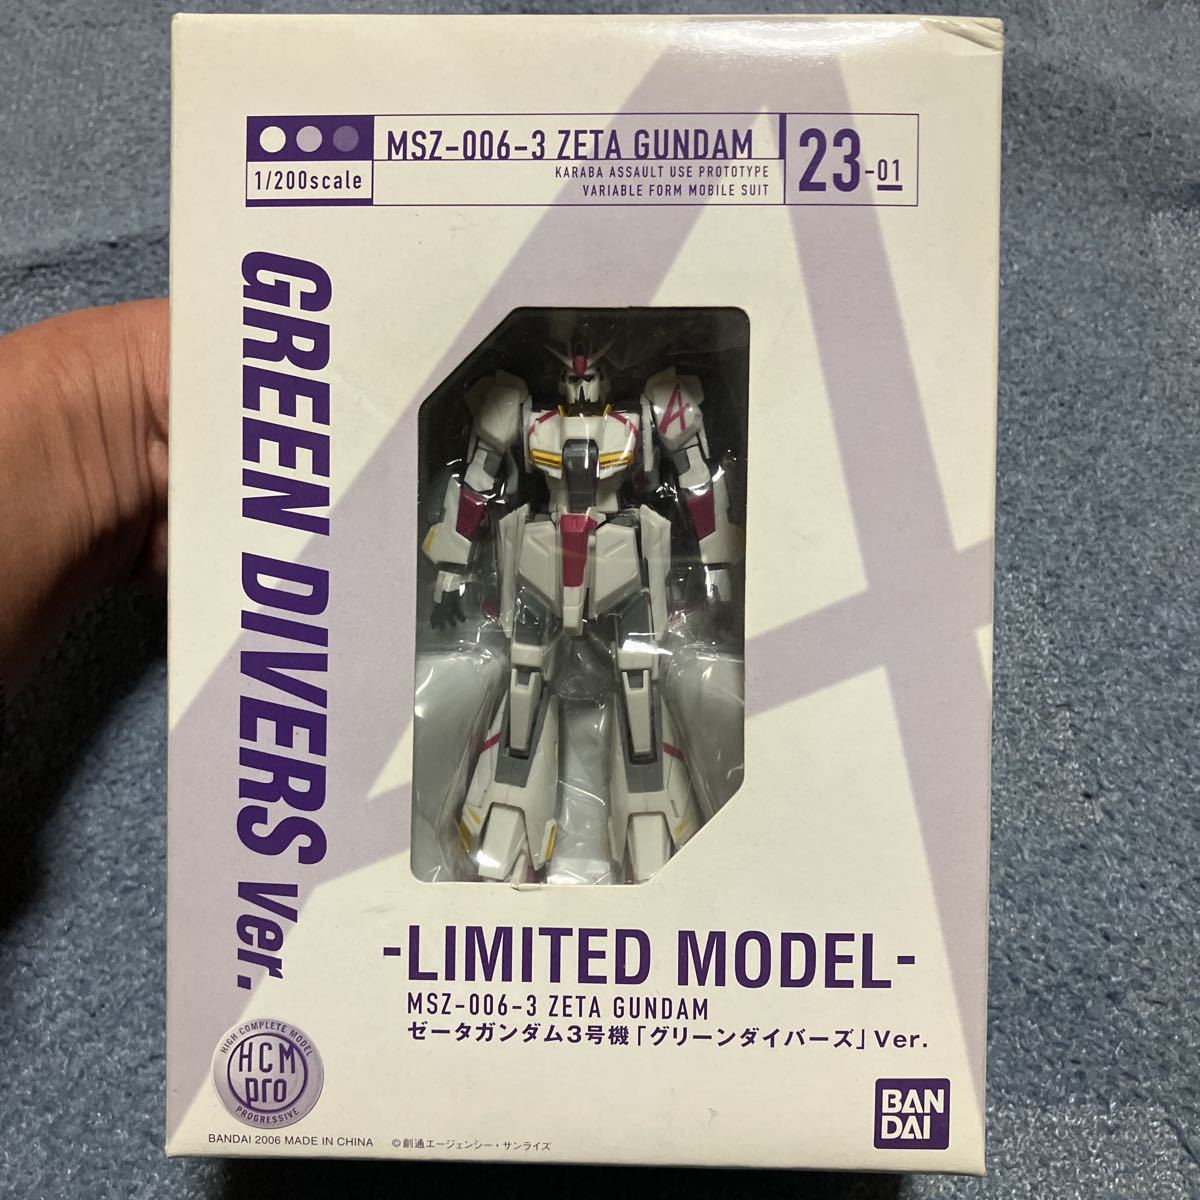 MSZ-006-3 ZETA GUNDAM
1/200scale
KARABA ASSAULT USE PROTOTYPE
VARIABLE FORM MOBILE SUIT
23-01
GREEN DIVERS ver.
A
-LIMITED MODEL-
MSZ-006-3 ZETA GUNDAM
ゼータガンダム3号機「グリーンダイバーズ」Ver.
HIGH COMPLETE MODEL
HCM
pro
PROGRESSIVE
BAN
DAI
BANDAI 2006 MADE IN CHINA ©創通エージェンシー・サンライズ